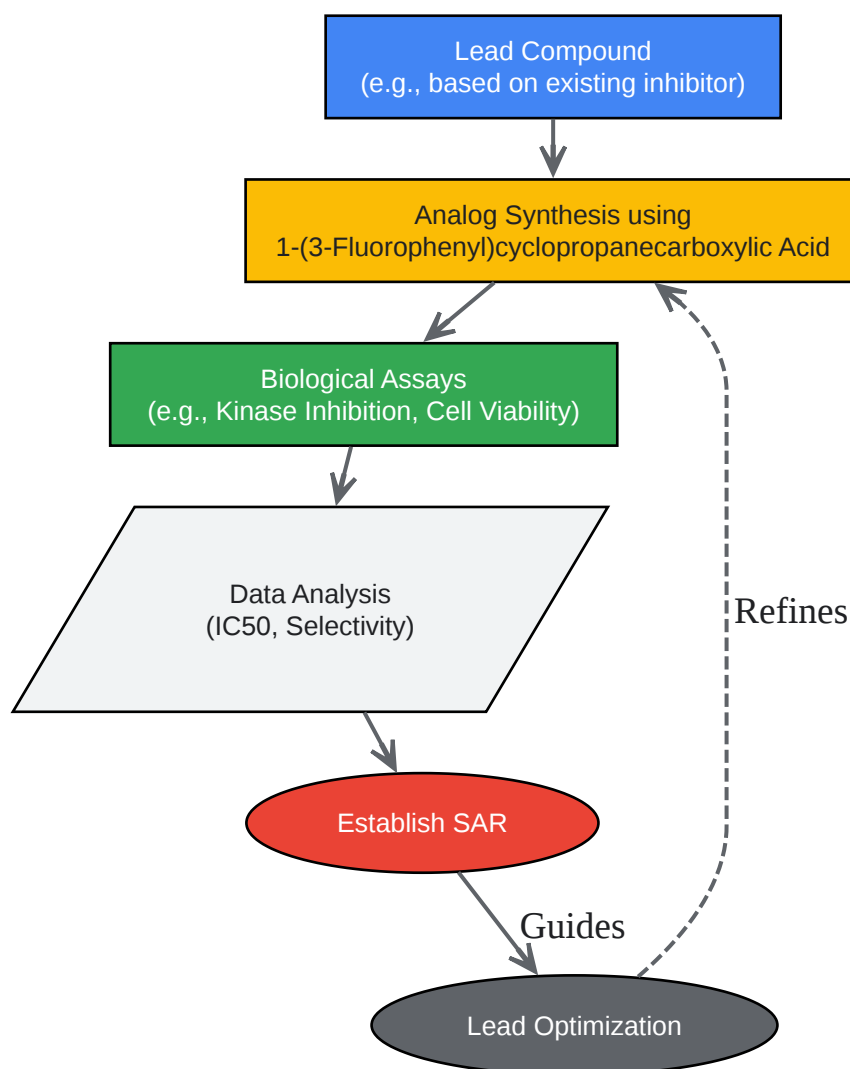 Lead Compound
(e.g., based on existing inhibitor)
Analog Synthesis using
1-(3-Fluorophenyl)cyclopropanecarboxylic Acid
Biological Assays
(e.g., Kinase Inhibition, Cell Viability)
Data Analysis
(IC50, Selectivity)
Refines
Establish SAR
Guides
Lead Optimization